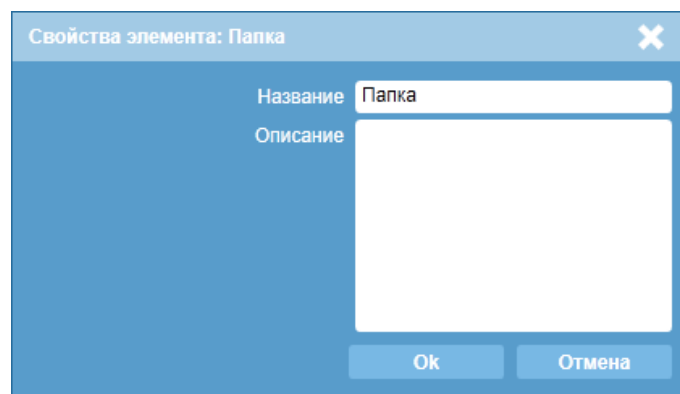 Свойства элемента: Папка
Название Папка
Описание
Ok Отмена